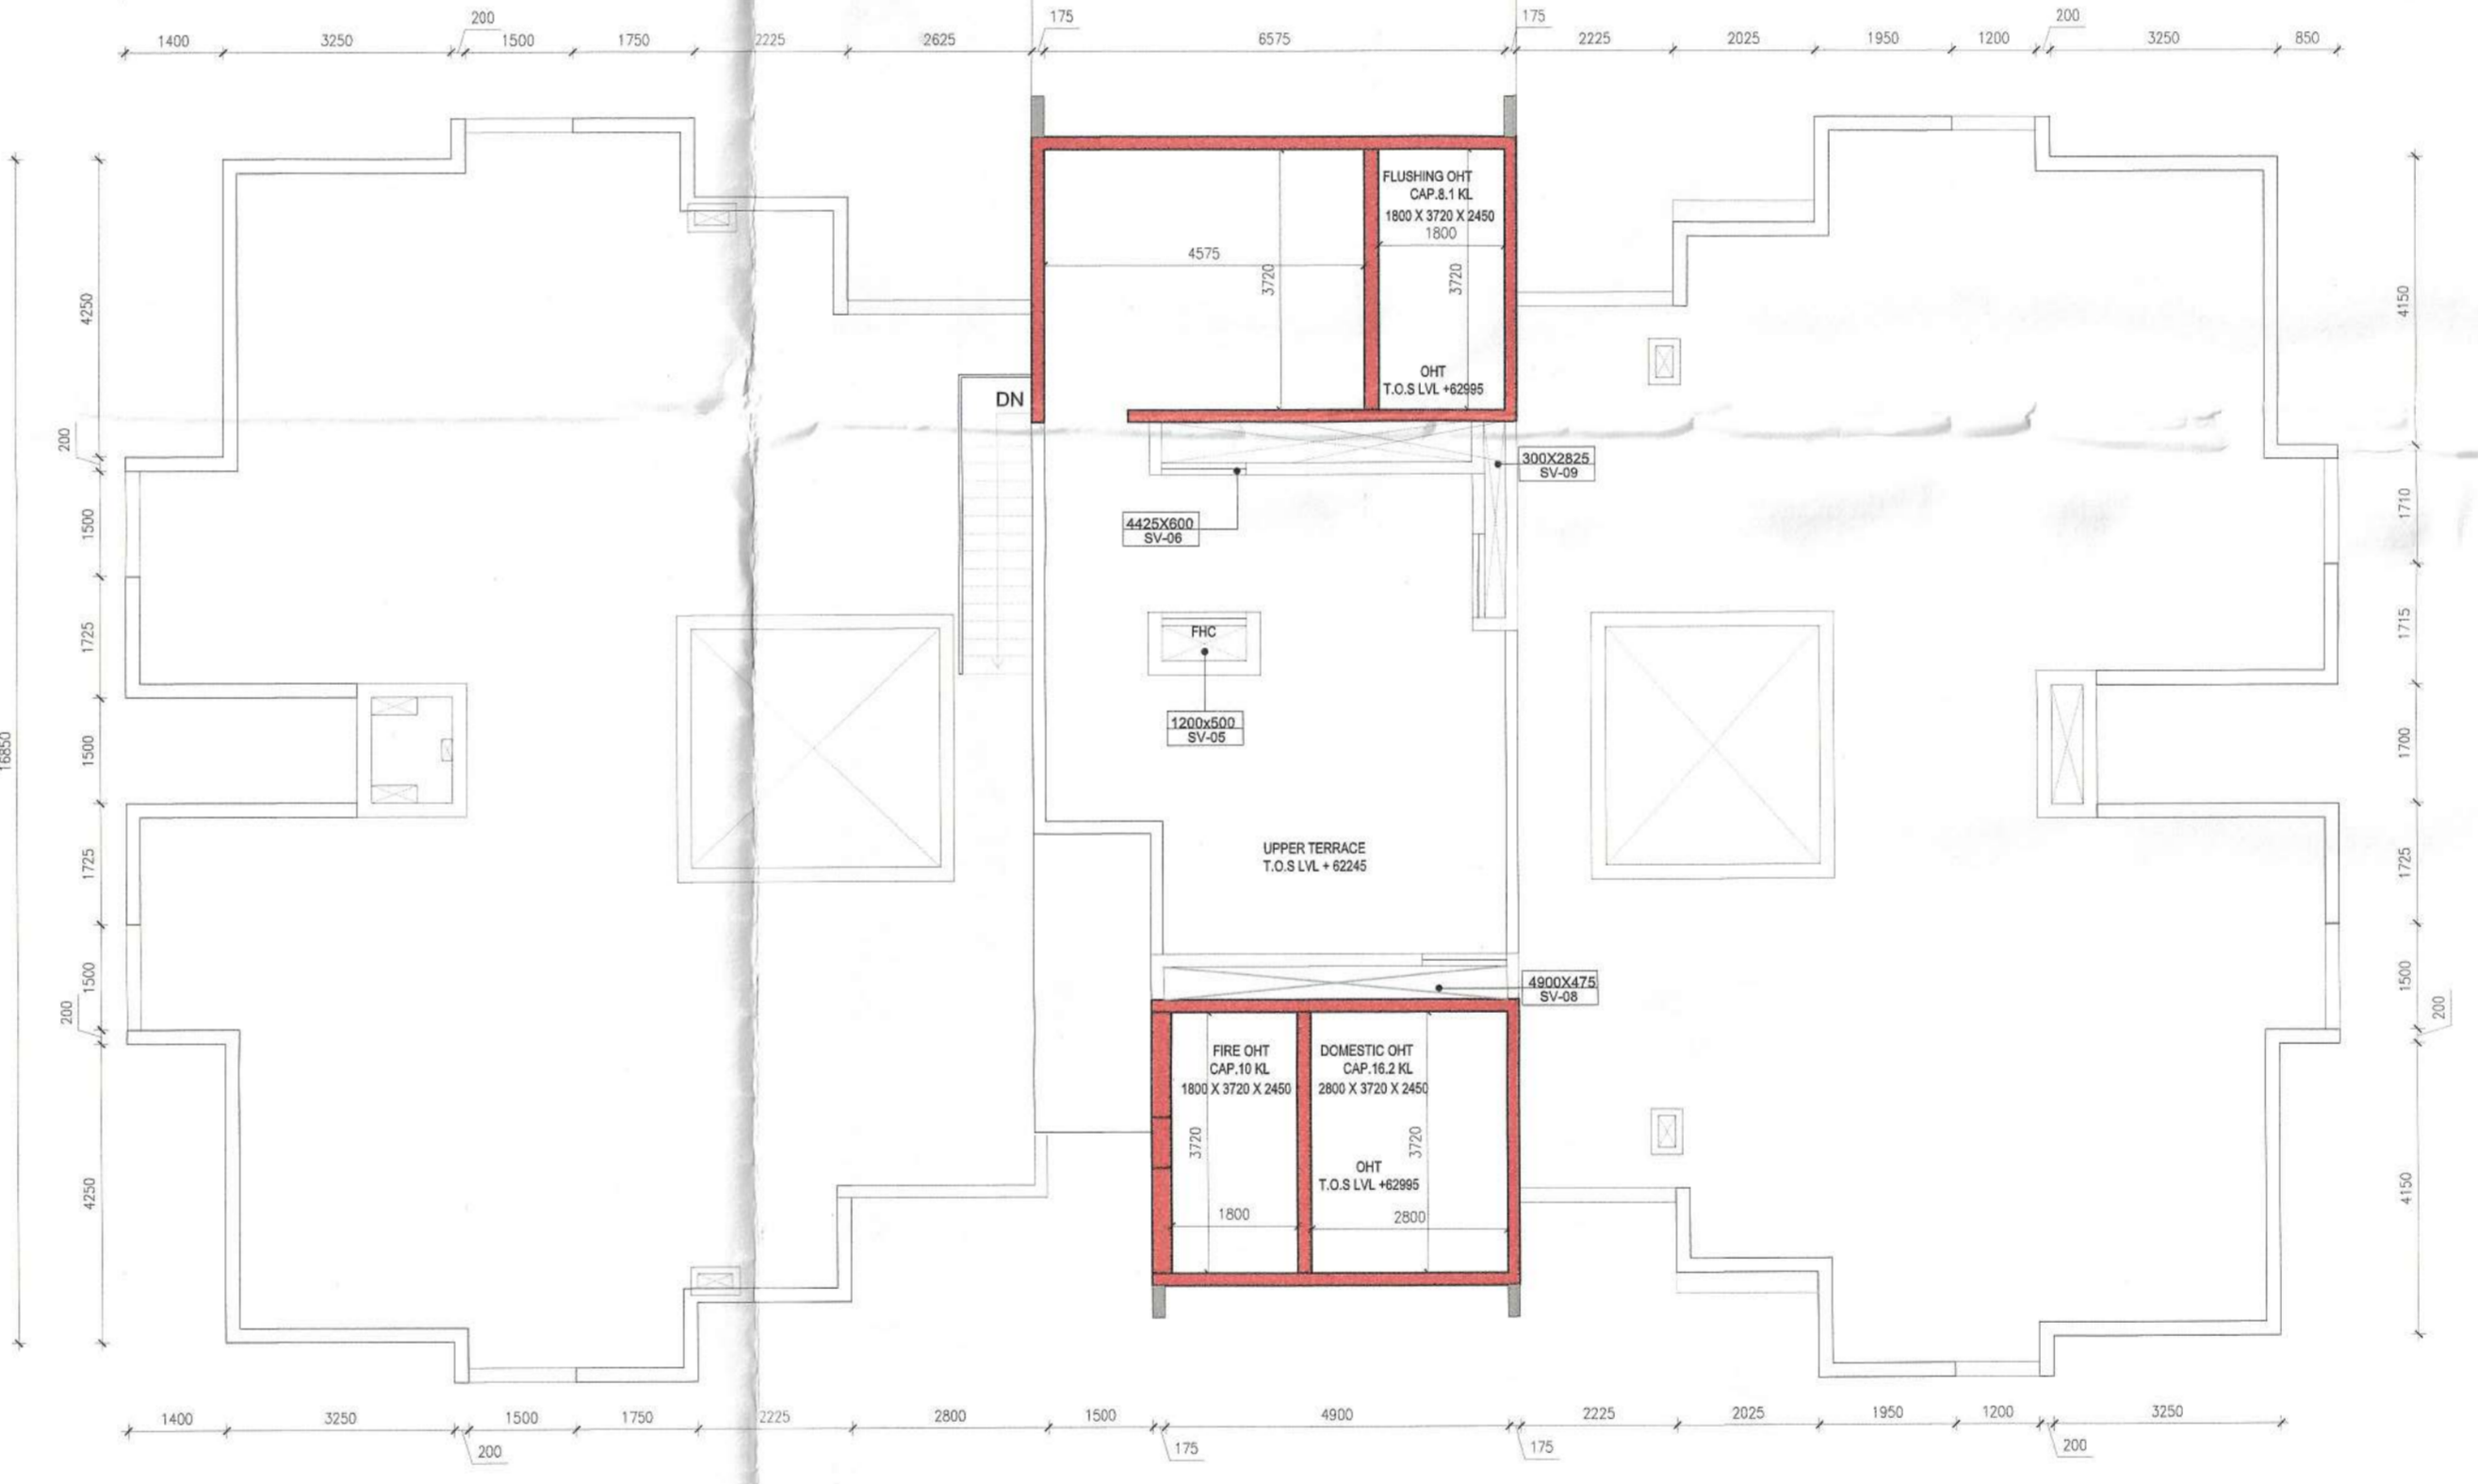 200
175
175
200
1400
3250
1500
1750
2225
2625
6575
2225
2025
1950
1200
3250
850
FLUSHING OHT
CAP.8.1 KL
1800 X 3720 X 2450
1800
4575
3720
3720
OHT
T.O.S LVL +62995
DN
4250
200
1500
1725
1500
1725
1500
200
4250
16850
4150
1710
1715
1700
1725
1500
200
4150
300X2825
SV-09
4425X600
SV-06
FHC
1200x500
SV-05
UPPER TERRACE
T.O.S LVL + 62245
4900X475
SV-08
FIRE OHT
CAP.10 KL
1800 X 3720 X 2450
DOMESTIC OHT
CAP.16.2 KL
2800 X 3720 X 2450
3720
3720
OHT
T.O.S LVL +62995
1800
2800
1400
3250
1500
1750
2225
2800
1500
4900
2225
2025
1950
1200
3250
200
175
175
200